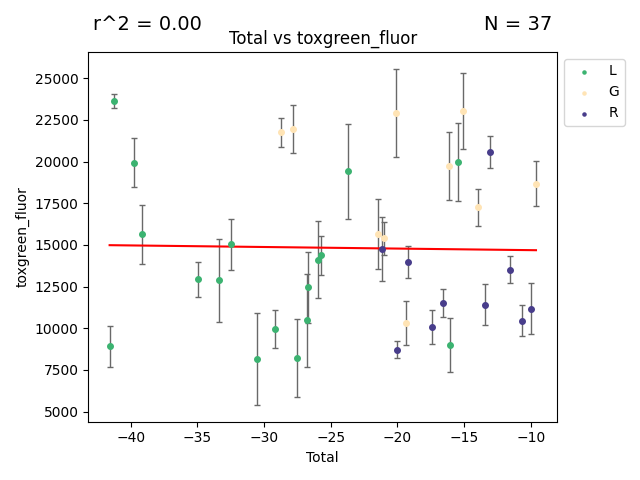 r^2 = 0.00
N = 37
Total vs toxgreen_fluor
25000
22500
20000
17500
15000
12500
10000
7500
5000
toxgreen_fluor
−40
−35
−30
−25
−20
−15
−10
Total
L
G
R